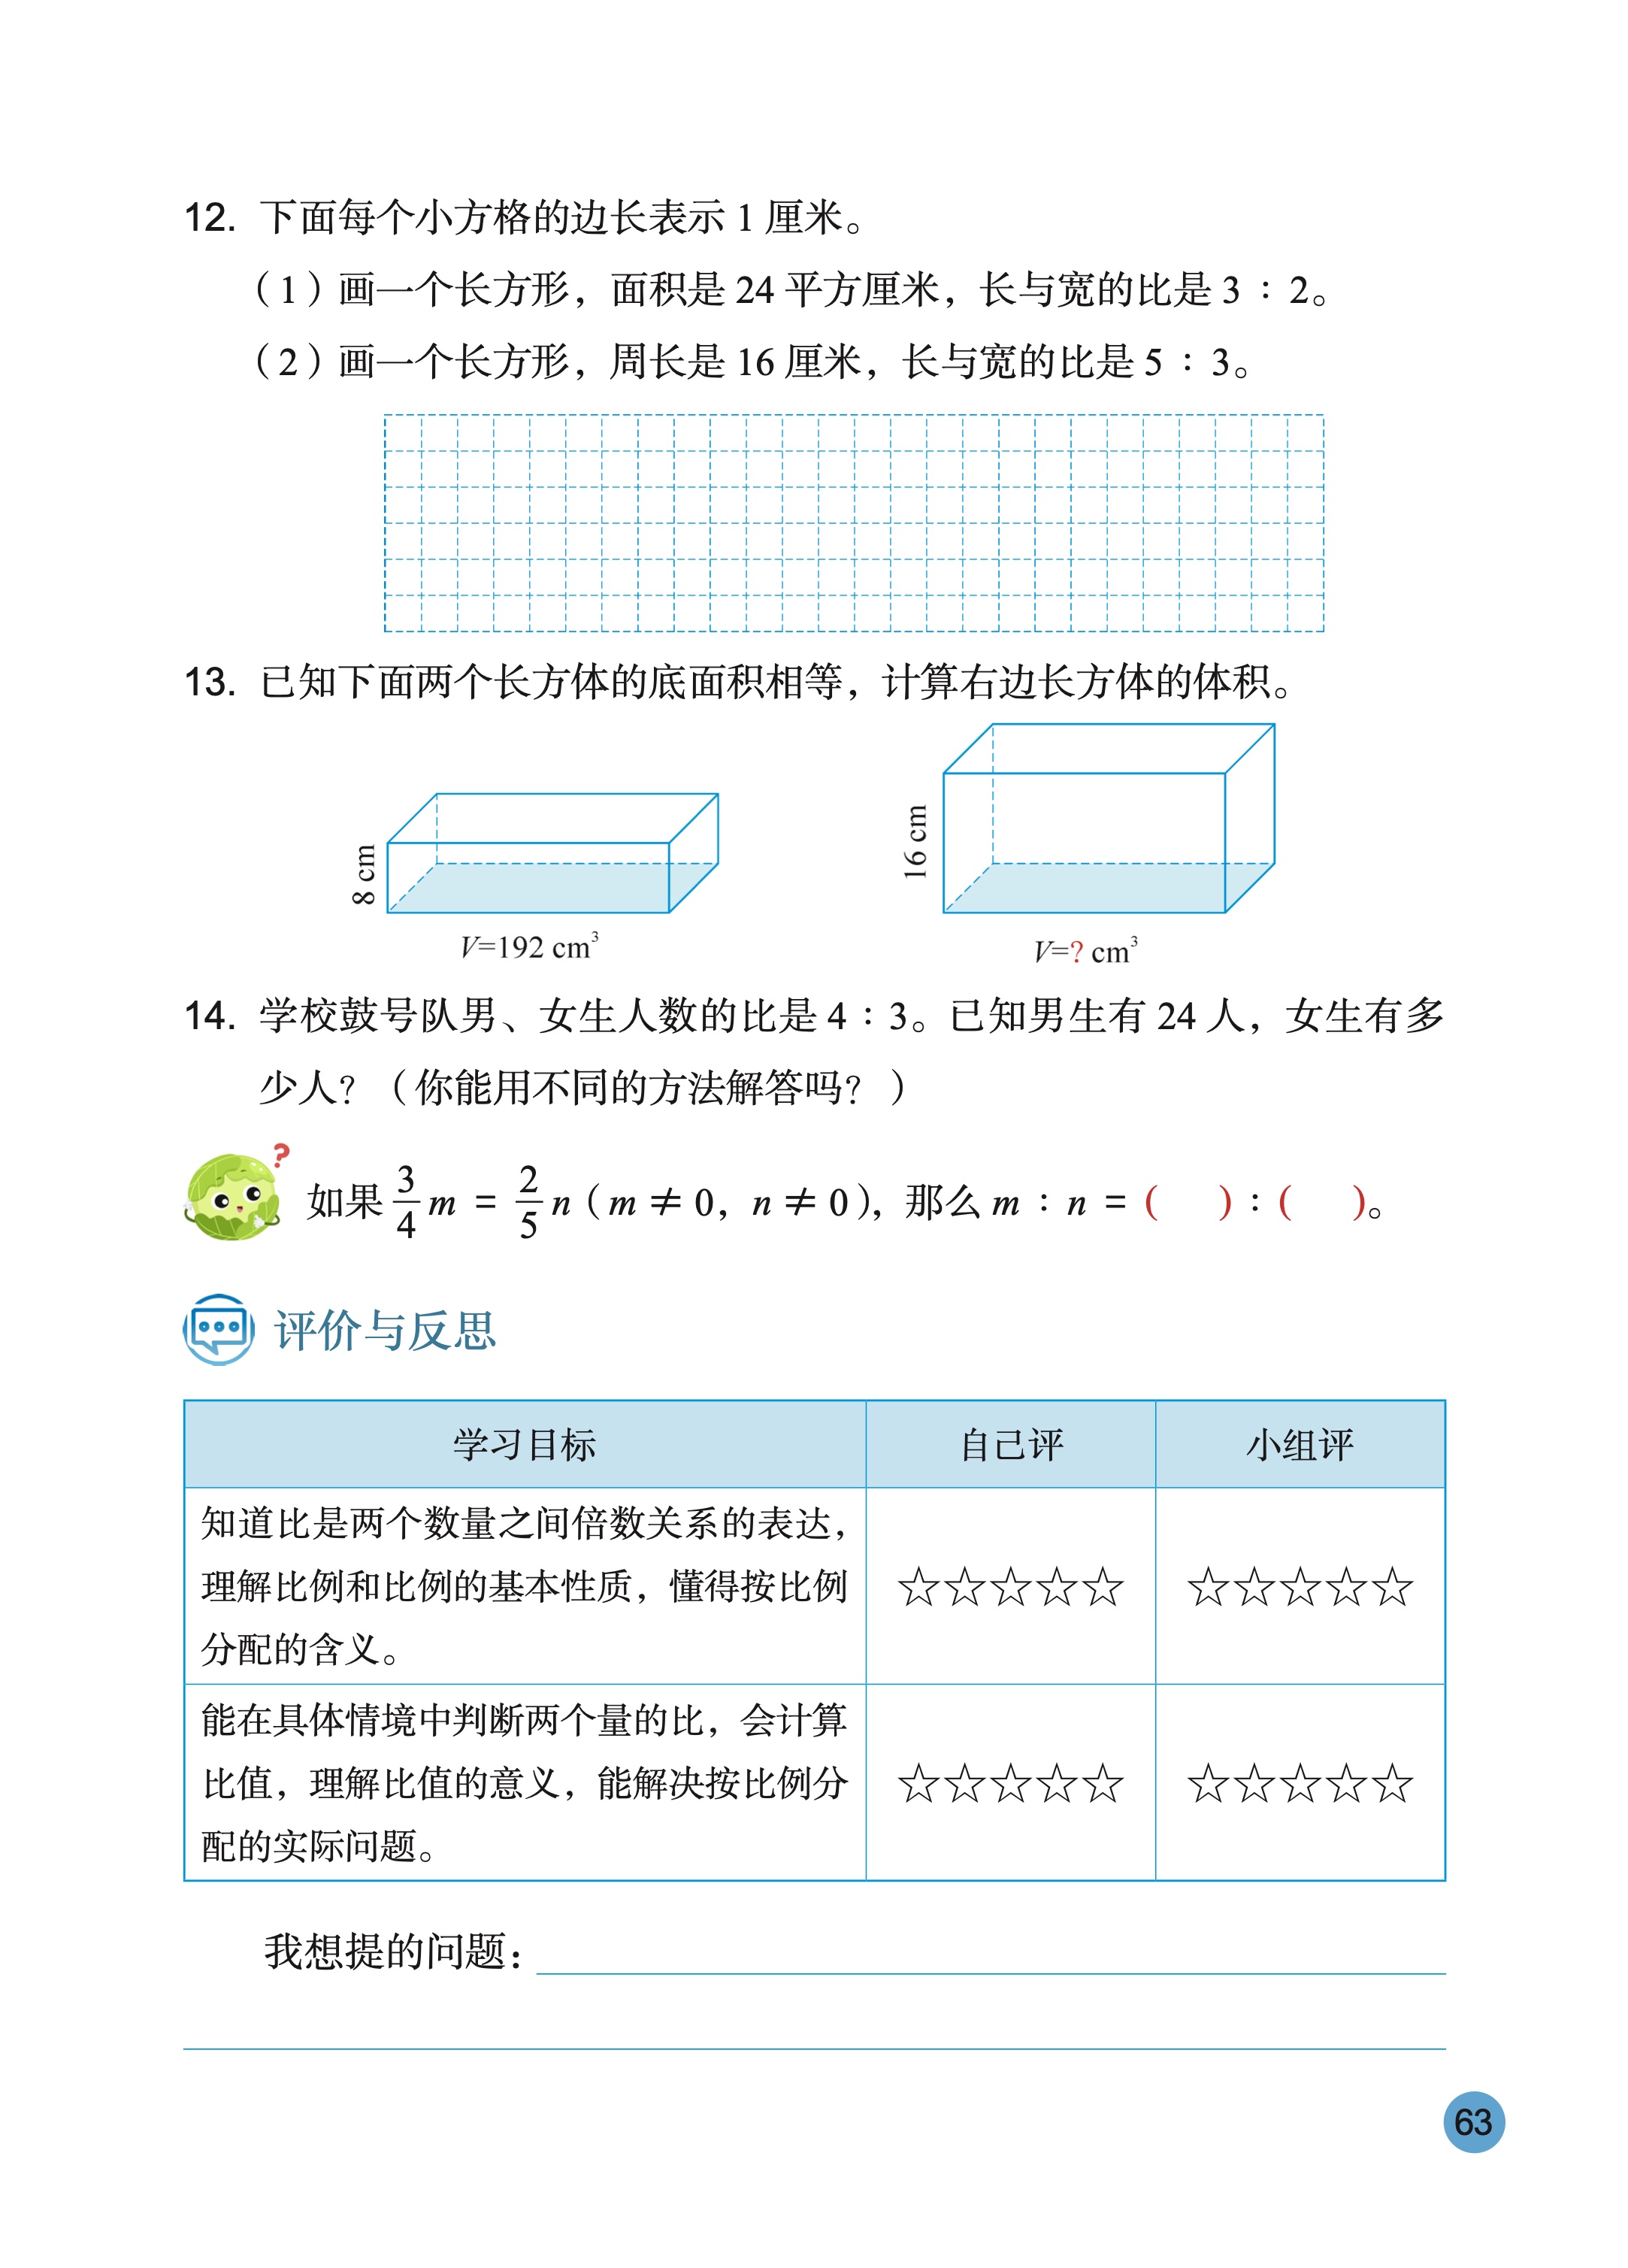 12. 下面每个小方格的边长表示 1 厘米。
（1）画一个长方形，面积是 24 平方厘米，长与宽的比是 3 ∶ 2。
（2）画一个长方形，周长是 16 厘米，长与宽的比是 5 ∶ 3。
13. 已知下面两个长方体的底面积相等，计算右边长方体的体积。
8 cm
16 cm
V=192 cm³
V=? cm³
14. 学校鼓号队男、女生人数的比是 4 ∶ 3。已知男生有 24 人，女生有多
少人？（你能用不同的方法解答吗？）
? 如果 3/4 m = 2/5 n（m ≠ 0，n ≠ 0），那么 m ∶ n =（ ）∶（ ）。
评价与反思
学习目标 自己评 小组评
知道比是两个数量之间倍数关系的表达，
理解比例和比例的基本性质，懂得按比例
☆☆☆☆☆ ☆☆☆☆☆
分配的含义。
能在具体情境中判断两个量的比，会计算
比值，理解比值的意义，能解决按比例分
☆☆☆☆☆ ☆☆☆☆☆
配的实际问题。
我想提的问题：
63